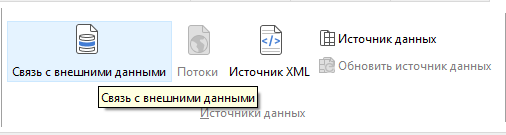 Связь с внешними данными
Потоки
Источник XML
Источник данных
Обновить источник данных
Связь с внешними данными
Источники данных